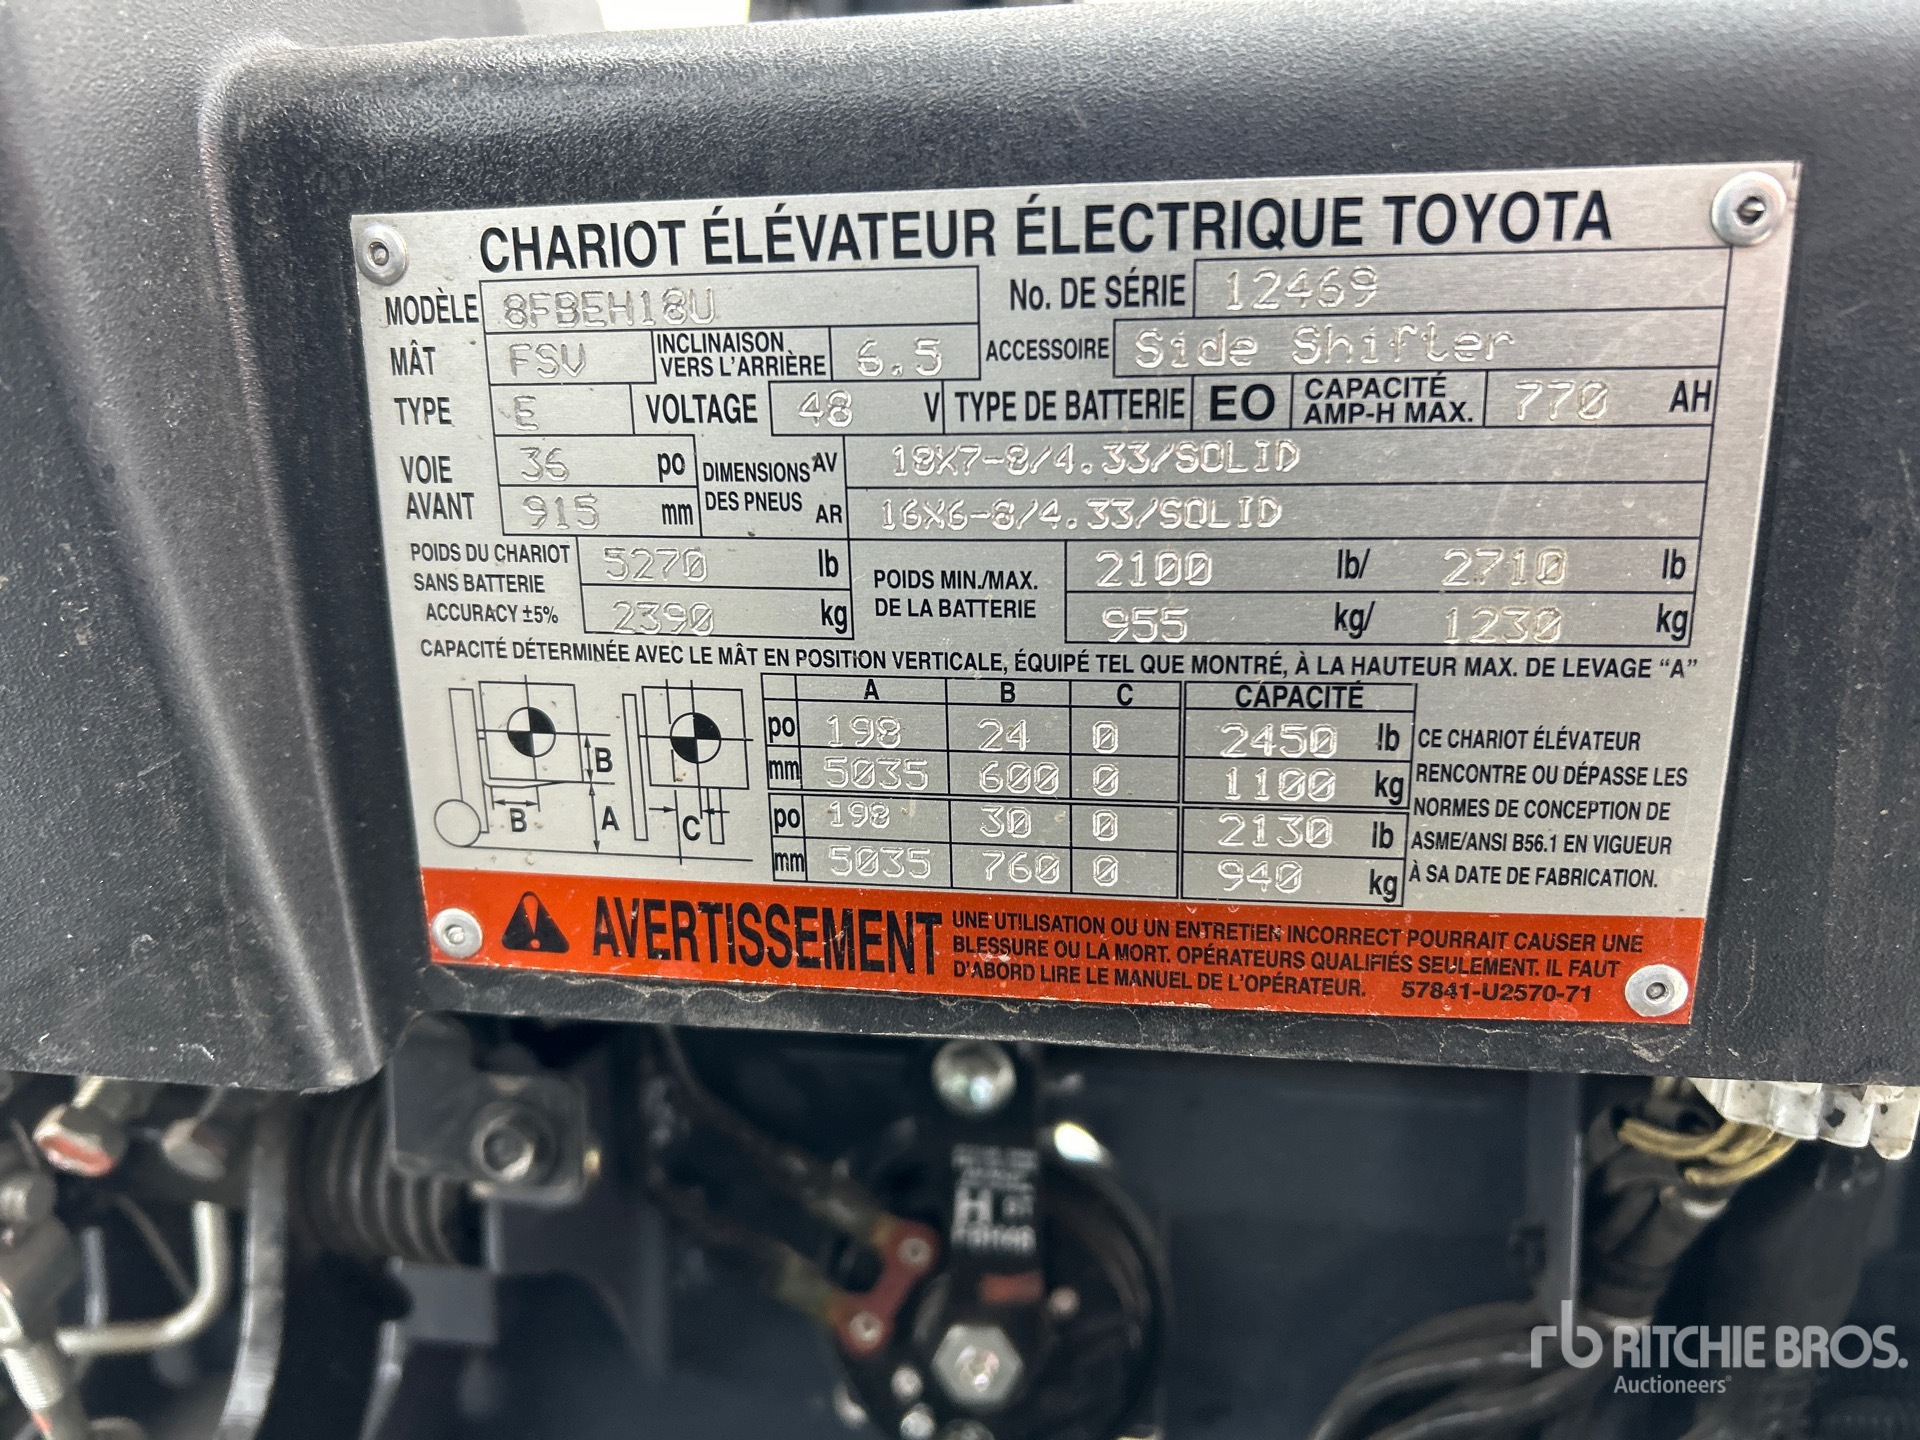 CHARIOT ÉLÉVATEUR ÉLECTRIQUE TOYOTA
MODÈLE 8FBEH18U No. DE SÉRIE 12469
MÂT FSV INCLINAISON VERS L'ARRIÈRE 6.5 ACCESSOIRE Side Shifter
TYPE E VOLTAGE 48 V TYPE DE BATTERIE EO CAPACITÉ AMP-H MAX. 770 AH
VOIE AVANT 36 po DIMENSIONS DES PNEUS AV 18X7-8/4.33/SOLID
915 mm AR 16X6-8/4.33/SOLID
POIDS DU CHARIOT SANS BATTERIE 5270 lb POIDS MIN./MAX. DE LA BATTERIE 2100 lb/ 2710 lb
ACCURACY ±5% 2390 kg 955 kg/ 1230 kg
CAPACITÉ DÉTERMINÉE AVEC LE MÂT EN POSITION VERTICALE, ÉQUIPÉ TEL QUE MONTRÉ, À LA HAUTEUR MAX. DE LEVAGE “A”
A B C CAPACITÉ
po 198 24 0 2450 lb
mm 5035 600 0 1100 kg
po 198 30 0 2130 lb
mm 5035 760 0 940 kg
B
B A C
CE CHARIOT ÉLÉVATEUR
RENCONTRE OU DÉPASSE LES
NORMES DE CONCEPTION DE
ASME/ANSI B56.1 EN VIGUEUR
À SA DATE DE FABRICATION.
AVERTISSEMENT
UNE UTILISATION OU UN ENTRETIEN INCORRECT POURRAIT CAUSER UNE
BLESSURE OU LA MORT. OPÉRATEURS QUALIFIÉS SEULEMENT. IL FAUT
D'ABORD LIRE LE MANUEL DE L'OPÉRATEUR. 57841-U2570-71
H
rb RITCHIE BROS.
Auctioneers